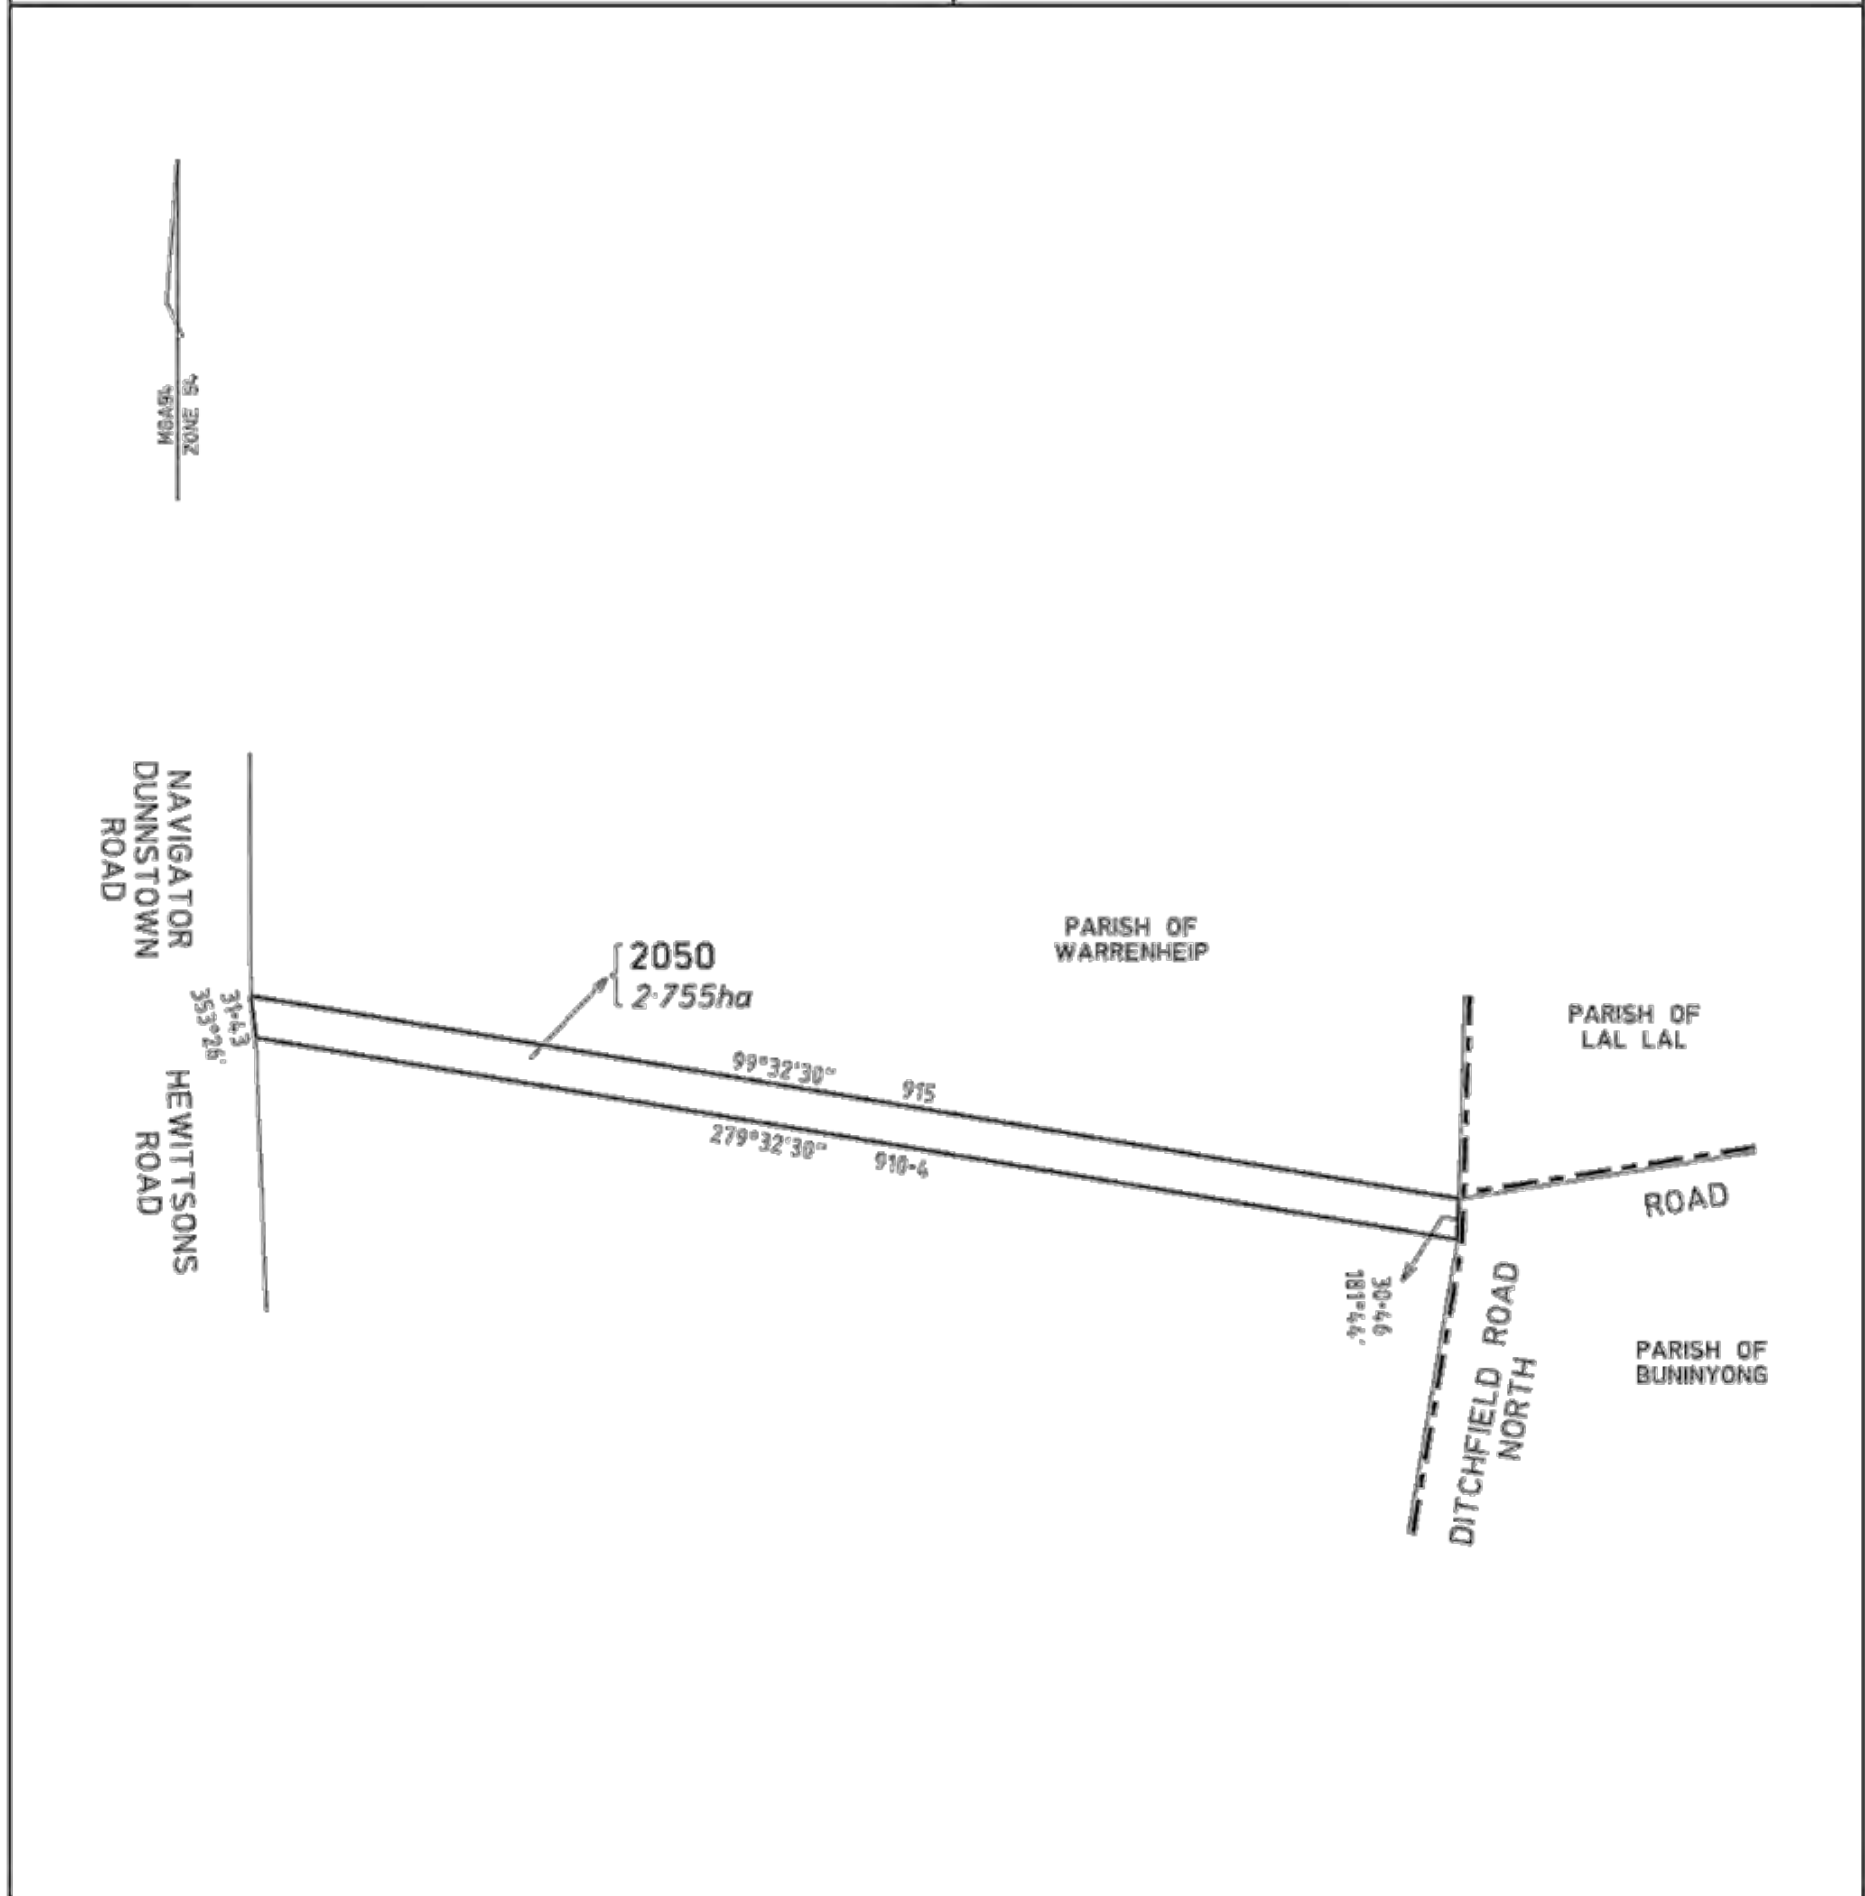 MGA94
ZONE 54
NAVIGATOR
DUNNSTOWN
ROAD
2050
2·755ha
PARISH OF
WARRENHEIP
PARISH OF
LAL LAL
31·43
353°26'
99°32'30"
915
279°32'30"
910·4
HEWITTSONS
ROAD
ROAD
30·46
181°44'
DITCHFIELD ROAD
NORTH
PARISH OF
BUNINYONG